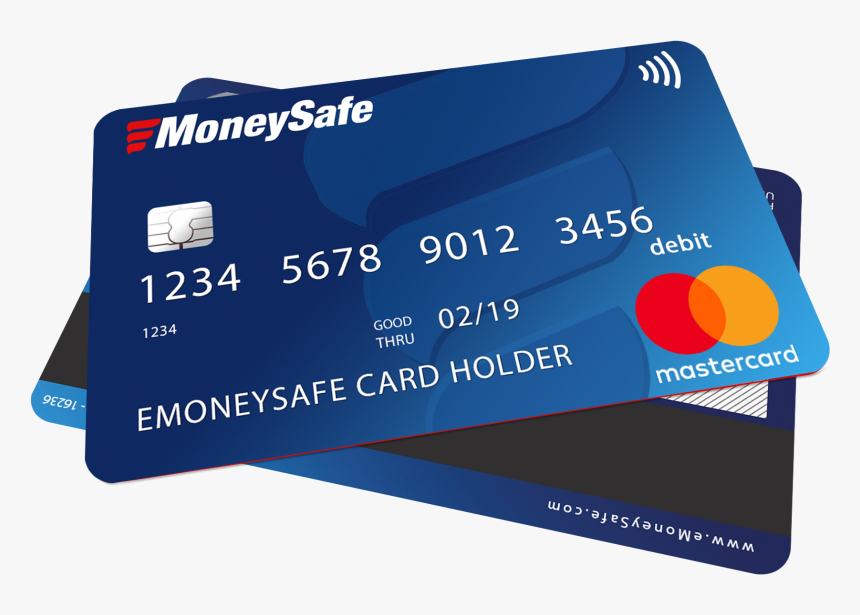 MoneySafe
1234 5678 9012 3456
debit
1234
GOOD
THRU
02/19
EMONEYSAFE CARD HOLDER
mastercard
- 16236
www.eMoneySafe.com